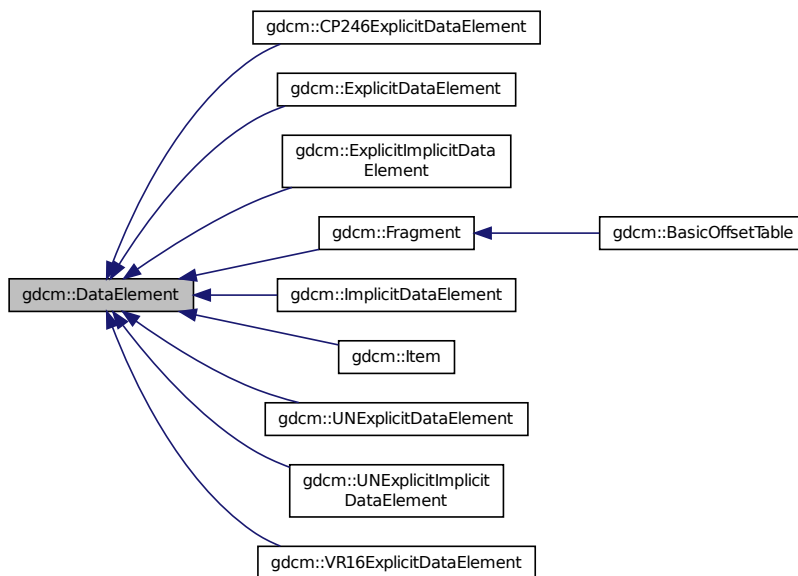 gdcm::CP246ExplicitDataElement
gdcm::ExplicitDataElement
gdcm::ExplicitImplicitData
Element
gdcm::Fragment
gdcm::BasicOffsetTable
gdcm::DataElement
gdcm::ImplicitDataElement
gdcm::Item
gdcm::UNExplicitDataElement
gdcm::UNExplicitImplicit
DataElement
gdcm::VR16ExplicitDataElement